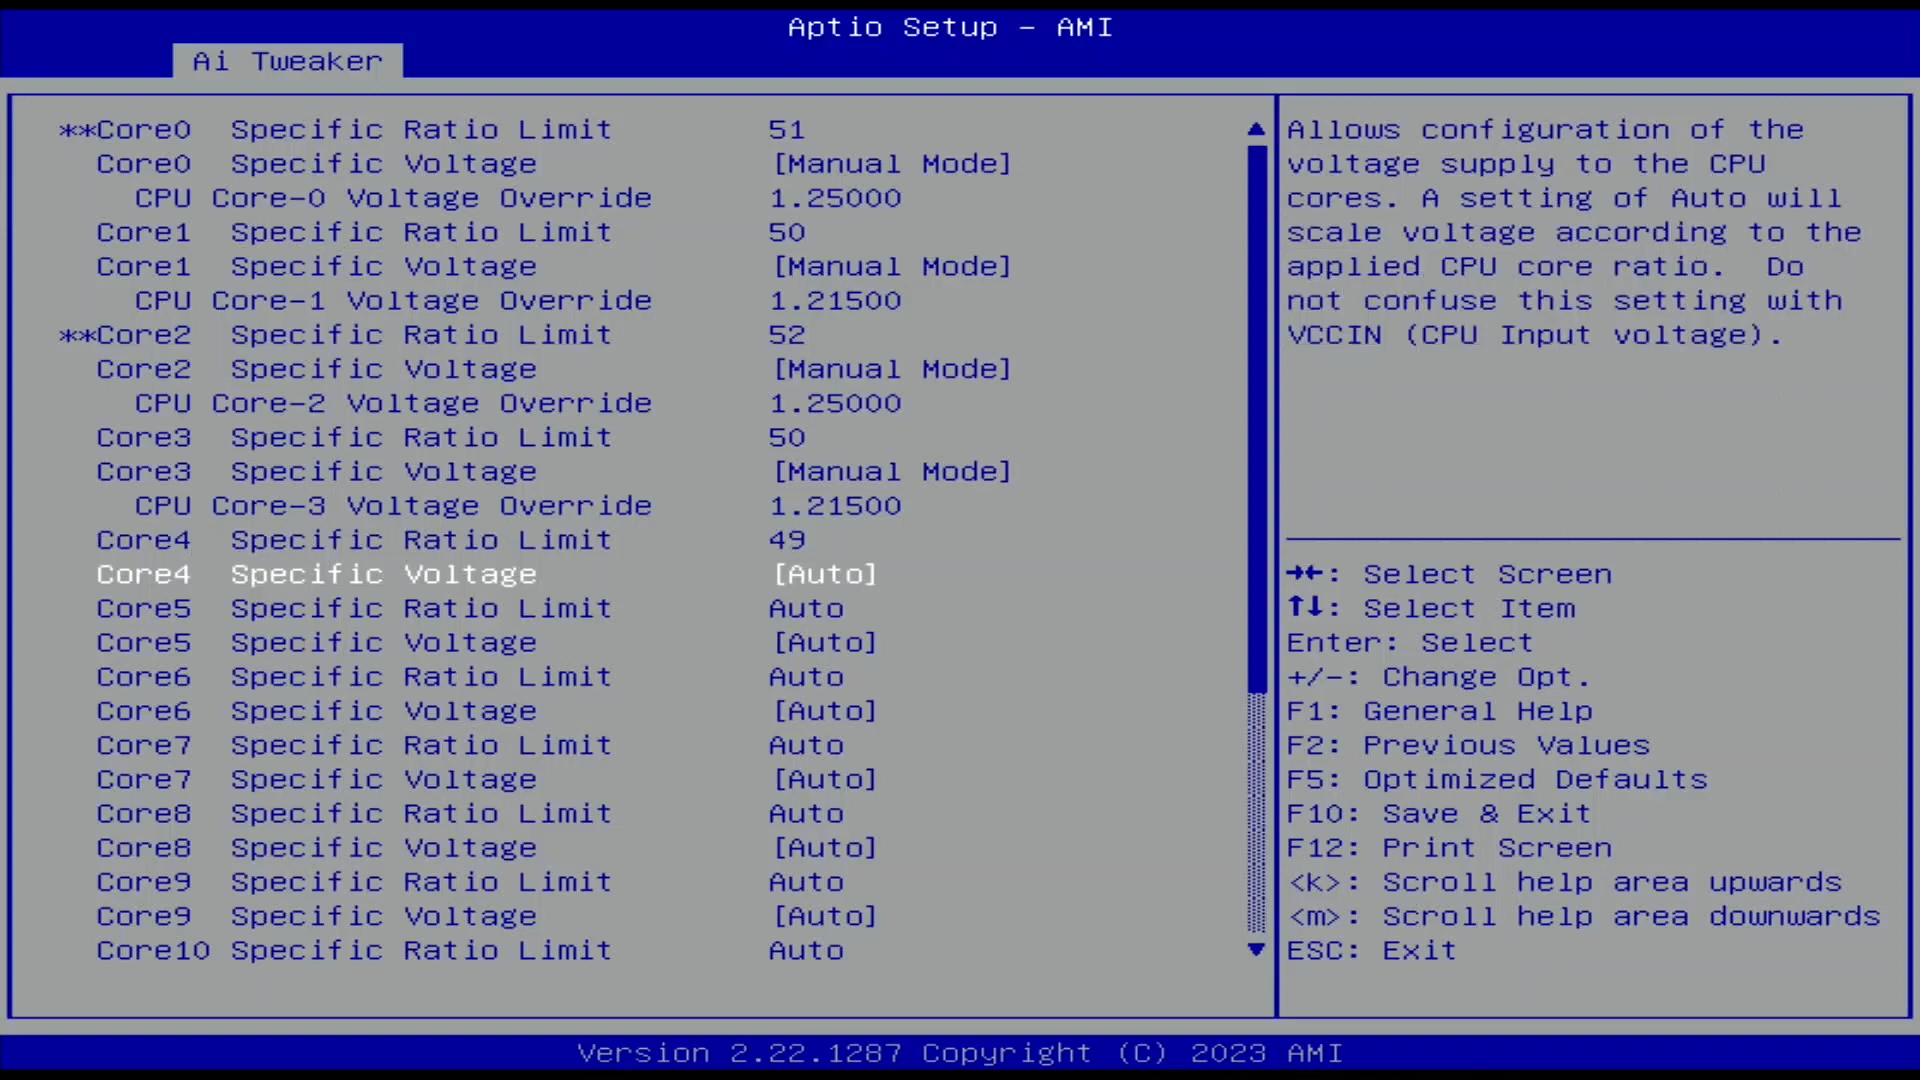 Aptio Setup – AMI
Ai Tweaker
**Core0 Specific Ratio Limit 51
Core0 Specific Voltage [Manual Mode]
CPU Core-0 Voltage Override 1.25000
Core1 Specific Ratio Limit 50
Core1 Specific Voltage [Manual Mode]
CPU Core-1 Voltage Override 1.21500
**Core2 Specific Ratio Limit 52
Core2 Specific Voltage [Manual Mode]
CPU Core-2 Voltage Override 1.25000
Core3 Specific Ratio Limit 50
Core3 Specific Voltage [Manual Mode]
CPU Core-3 Voltage Override 1.21500
Core4 Specific Ratio Limit 49
Core4 Specific Voltage [Auto]
Core5 Specific Ratio Limit Auto
Core5 Specific Voltage [Auto]
Core6 Specific Ratio Limit Auto
Core6 Specific Voltage [Auto]
Core7 Specific Ratio Limit Auto
Core7 Specific Voltage [Auto]
Core8 Specific Ratio Limit Auto
Core8 Specific Voltage [Auto]
Core9 Specific Ratio Limit Auto
Core9 Specific Voltage [Auto]
Core10 Specific Ratio Limit Auto
Allows configuration of the
voltage supply to the CPU
cores. A setting of Auto will
scale voltage according to the
applied CPU core ratio. Do
not confuse this setting with
VCCIN (CPU Input voltage).
→←: Select Screen
↑↓: Select Item
Enter: Select
+/-: Change Opt.
F1: General Help
F2: Previous Values
F5: Optimized Defaults
F10: Save & Exit
F12: Print Screen
<k>: Scroll help area upwards
<m>: Scroll help area downwards
ESC: Exit
Version 2.22.1287 Copyright (C) 2023 AMI